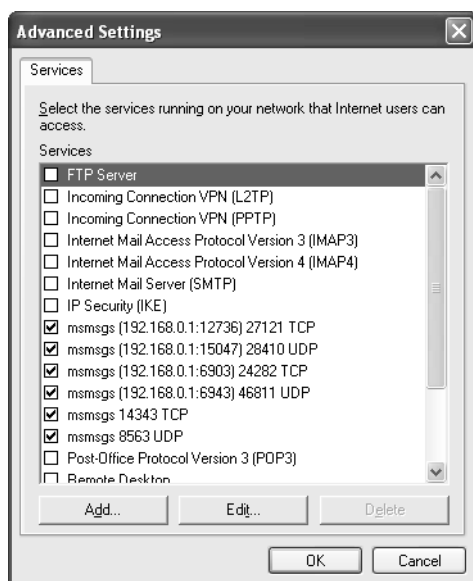 Advanced Settings
Services
Select the services running on your network that Internet users can
access.
Services
FTP Server
Incoming Connection VPN (L2TP)
Incoming Connection VPN (PPTP)
Internet Mail Access Protocol Version 3 (IMAP3)
Internet Mail Access Protocol Version 4 (IMAP4)
Internet Mail Server (SMTP)
IP Security (IKE)
msmsgs (192.168.0.1:12736) 27121 TCP
msmsgs (192.168.0.1:15047) 28410 UDP
msmsgs (192.168.0.1:6903) 24282 TCP
msmsgs (192.168.0.1:6943) 46811 UDP
msmsgs 14343 TCP
msmsgs 8563 UDP
Post-Office Protocol Version 3 (POP3)
Remote Desktop
Add... Edit... Delete
OK Cancel